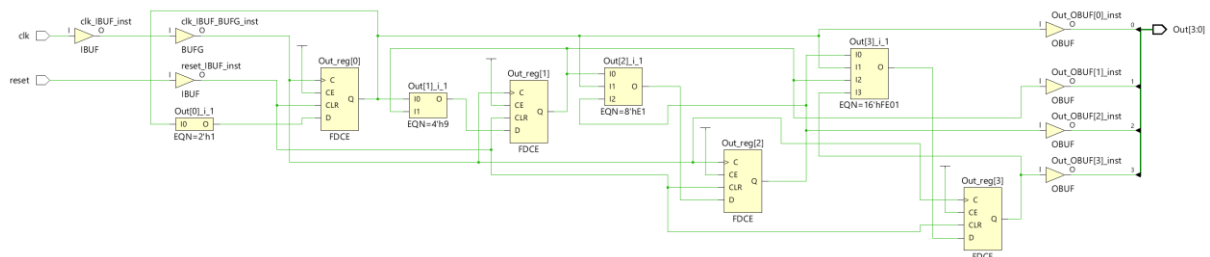 clk
clk_IBUF_inst
I
O
IBUF
clk_IBUF_BUFG_inst
I
O
BUFG
reset
reset_IBUF_inst
I
O
IBUF
Out[0]_i_1
I0
O
EQN=2'h1
Out_reg[0]
C
CE
CLR
D
Q
FDCE
Out[1]_i_1
I0
O
I1
EQN=4'h9
Out_reg[1]
C
CE
CLR
D
Q
FDCE
Out[2]_i_1
I0
I1
O
I2
EQN=8'hE1
Out_reg[2]
C
CE
CLR
D
Q
FDCE
Out[3]_i_1
I0
I1
O
I2
I3
EQN=16'hFE01
Out_reg[3]
C
CE
CLR
D
Q
FDCE
Out_OBUF[0]_inst
I
O
0
OBUF
Out[3:0]
Out_OBUF[1]_inst
I
O
1
OBUF
Out_OBUF[2]_inst
I
O
2
OBUF
Out_OBUF[3]_inst
I
O
3
OBUF